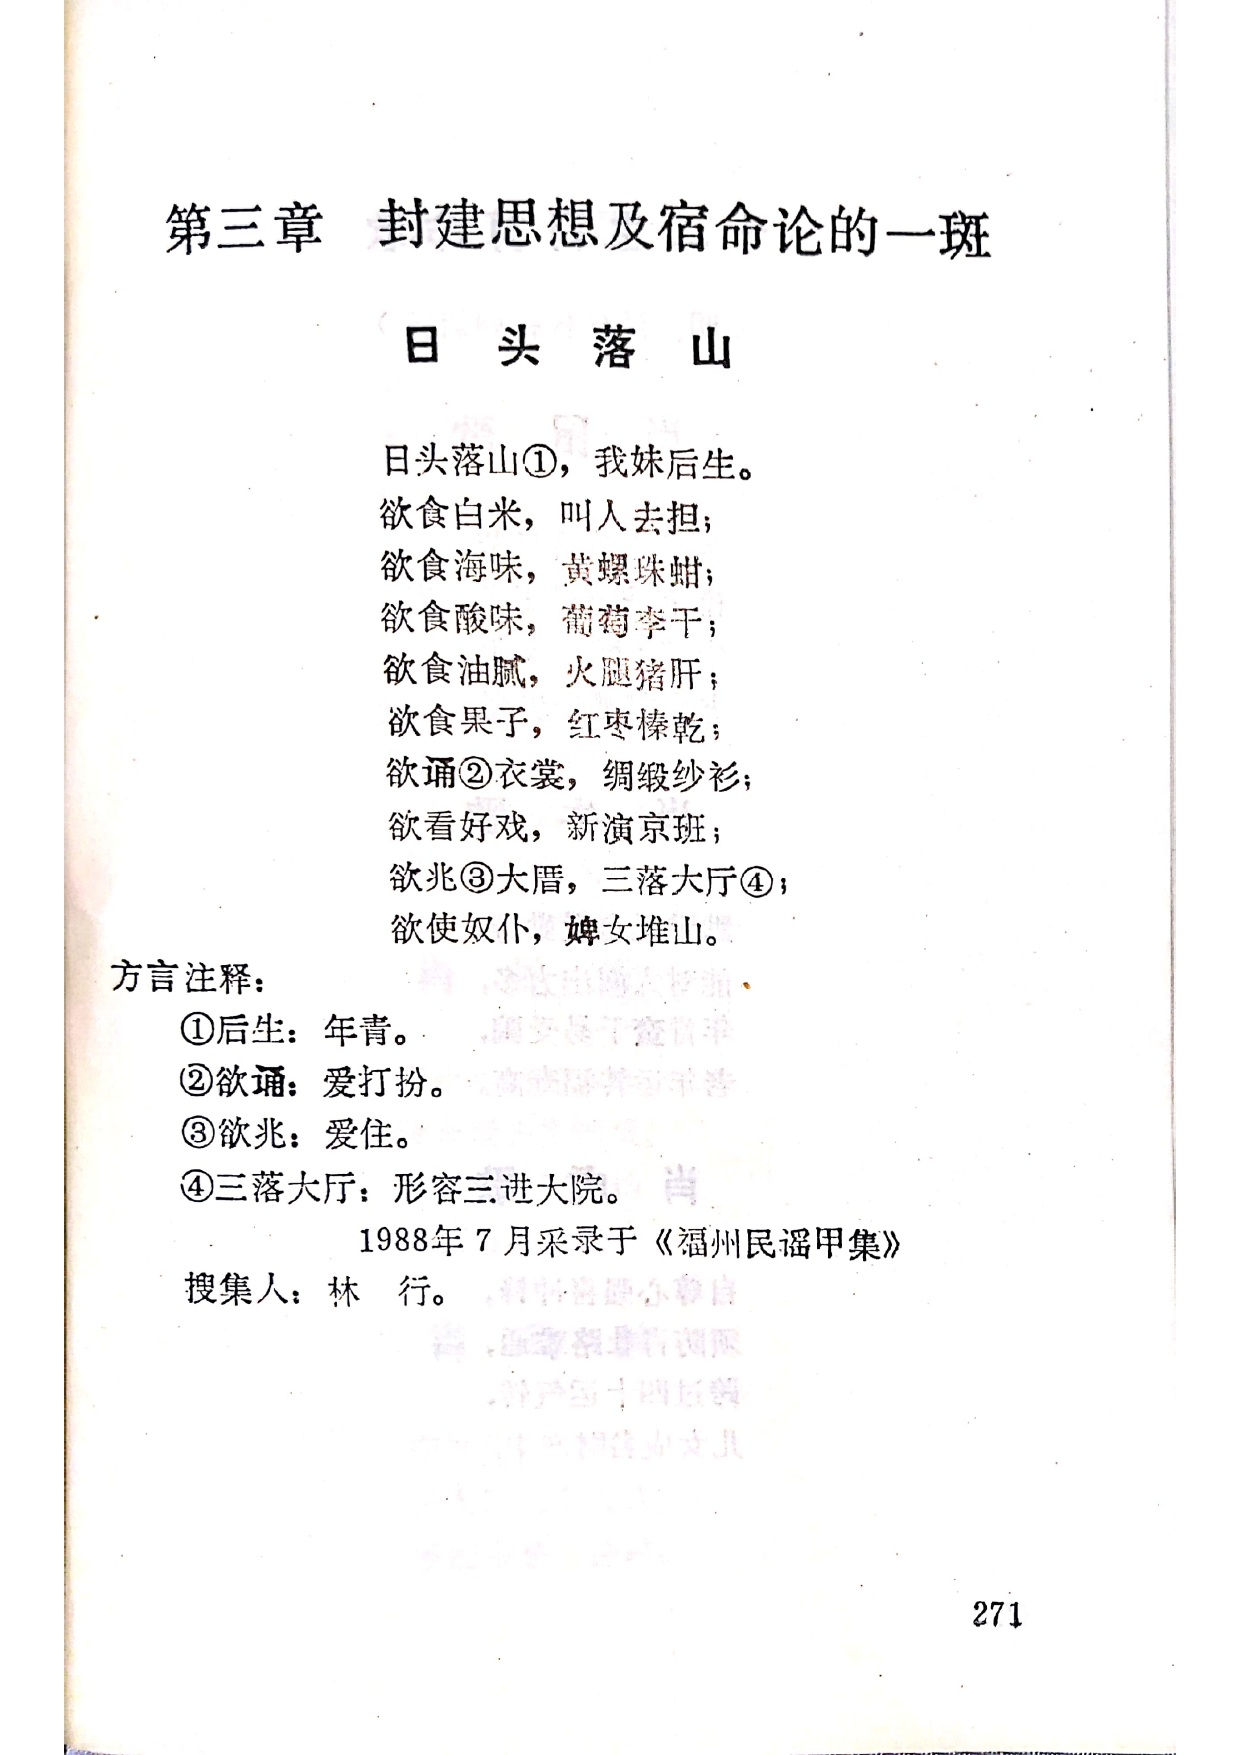 第三章 封建思想及宿命论的一斑
日头落山
日头落山①，我妹后生。
欲食白米，叫人去担；
欲食海味，黄螺珠蚶；
欲食酸味，葡萄李干；
欲食油腻，火腿猪肝；
欲食果子，红枣榛乾；
欲诵②衣裳，绸缎纱衫；
欲看好戏，新演京班；
欲兆③大厝，三落大厅④；
欲使奴仆，婢女堆山。
方言注释：
①后生：年青。
②欲诵：爱打扮。
③欲兆：爱住。
④三落大厅：形容三进大院。
1988年7月采录于《福州民谣甲集》
搜集人：林 行。
271